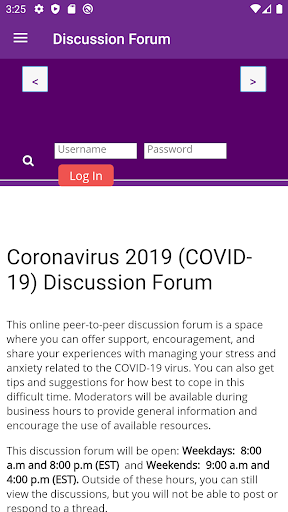 3:25
Discussion Forum
<
>
Username
Password
Log In
Coronavirus 2019 (COVID-
19) Discussion Forum
This online peer-to-peer discussion forum is a space
where you can offer support, encouragement, and
share your experiences with managing your stress and
anxiety related to the COVID-19 virus. You can also get
tips and suggestions for how best to cope in this
difficult time. Moderators will be available during
business hours to provide general information and
encourage the use of available resources.
This discussion forum will be open: Weekdays: 8:00
a.m and 8:00 p.m (EST) and Weekends: 9:00 a.m and
4:00 p.m (EST). Outside of these hours, you can still
view the discussions, but you will not be able to post or
respond to a thread.